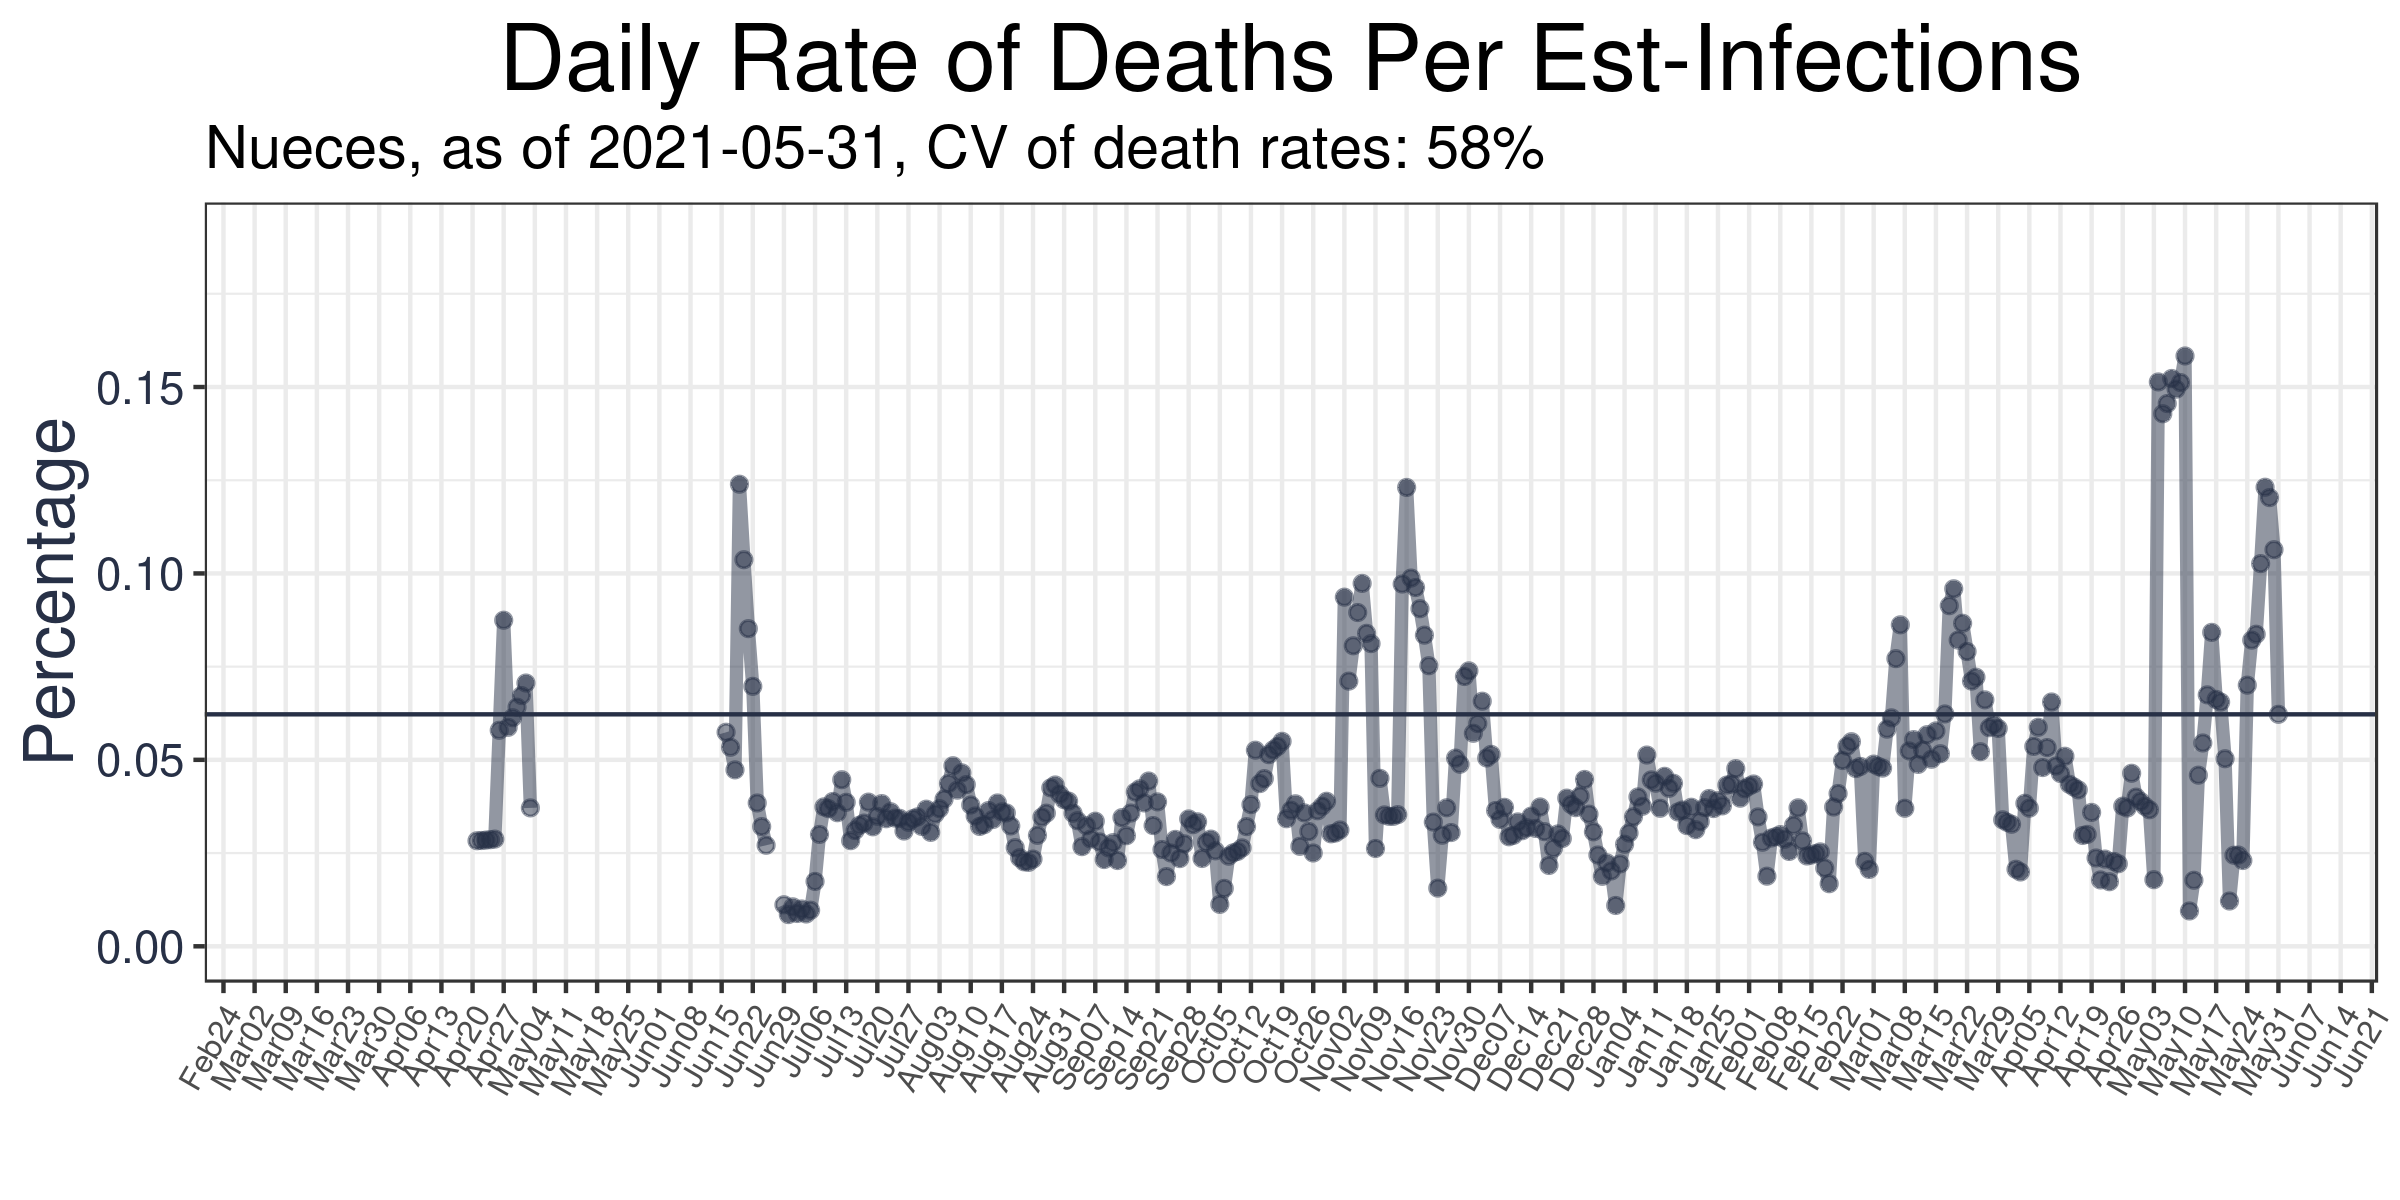 Daily Rate of Deaths Per Est-Infections
Nueces, as of 2021-05-31, CV of death rates: 58%
Percentage
0.15
0.10
0.05
0.00
Feb24
Mar02
Mar09
Mar16
Mar23
Mar30
Apr06
Apr13
Apr20
Apr27
May04
May11
May18
May25
Jun01
Jun08
Jun15
Jun22
Jun29
Jul06
Jul13
Jul20
Jul27
Aug03
Aug10
Aug17
Aug24
Aug31
Sep07
Sep14
Sep21
Sep28
Oct05
Oct12
Oct19
Oct26
Nov02
Nov09
Nov16
Nov23
Nov30
Dec07
Dec14
Dec21
Dec28
Jan04
Jan11
Jan18
Jan25
Feb01
Feb08
Feb15
Feb22
Mar01
Mar08
Mar15
Mar22
Mar29
Apr05
Apr12
Apr19
Apr26
May03
May10
May17
May24
May31
Jun07
Jun14
Jun21